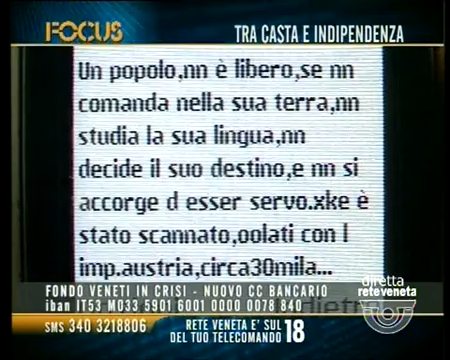 FOCUS
TRA CASTA E INDIPENDENZA
Un popolo,nn è libero,se nn
comanda nella sua terra,nn
studia la sua lingua,nn
decide il suo destino,e nn si
accorge d esser servo.xke è
stato scannato,oolati con l
imp.austria,circa30mila...
diretta
reteveneta
FONDO VENETI IN CRISI - NUOVO CC BANCARIO
iban IT53 M033 5901 6001 0000 0078 840
SMS 340 3218806
RETE VENETA E' SUL 18
DEL TUO TELECOMANDO